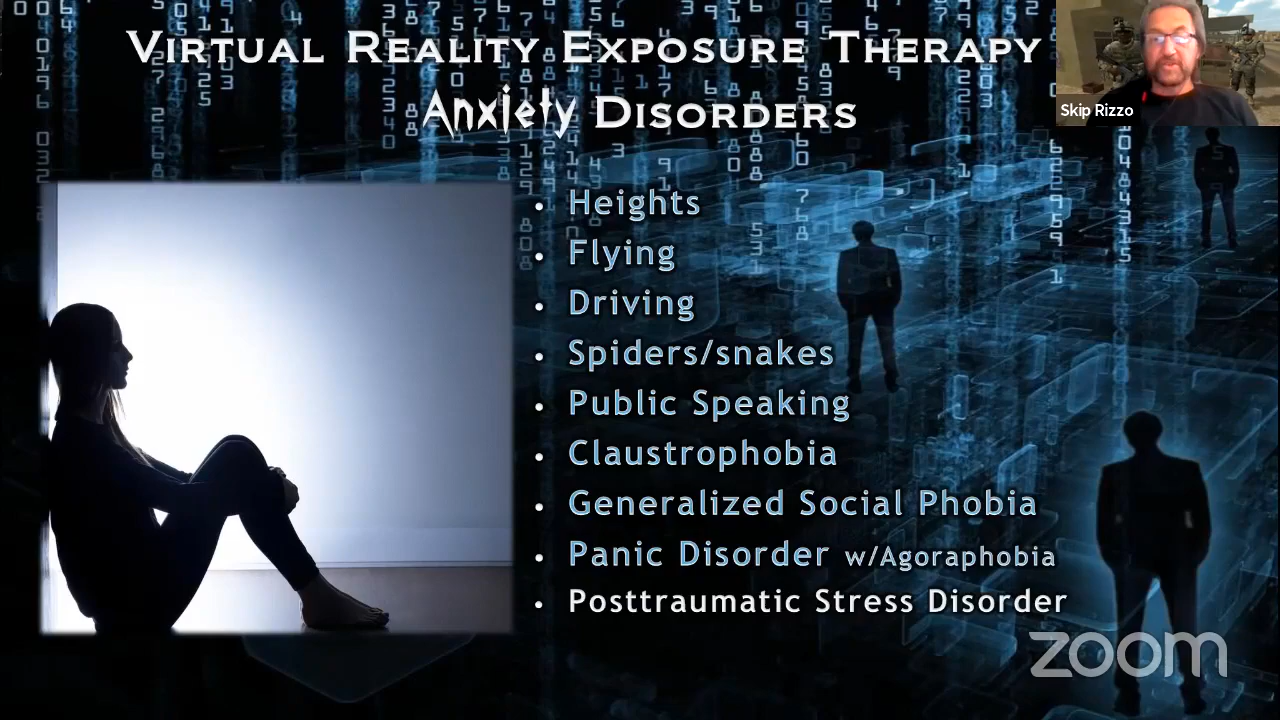 Virtual Reality Exposure Therapy
Anxiety Disorders
Skip Rizzo
• Heights
• Flying
• Driving
• Spiders/snakes
• Public Speaking
• Claustrophobia
• Generalized Social Phobia
• Panic Disorder w/Agoraphobia
• Posttraumatic Stress Disorder
zoom